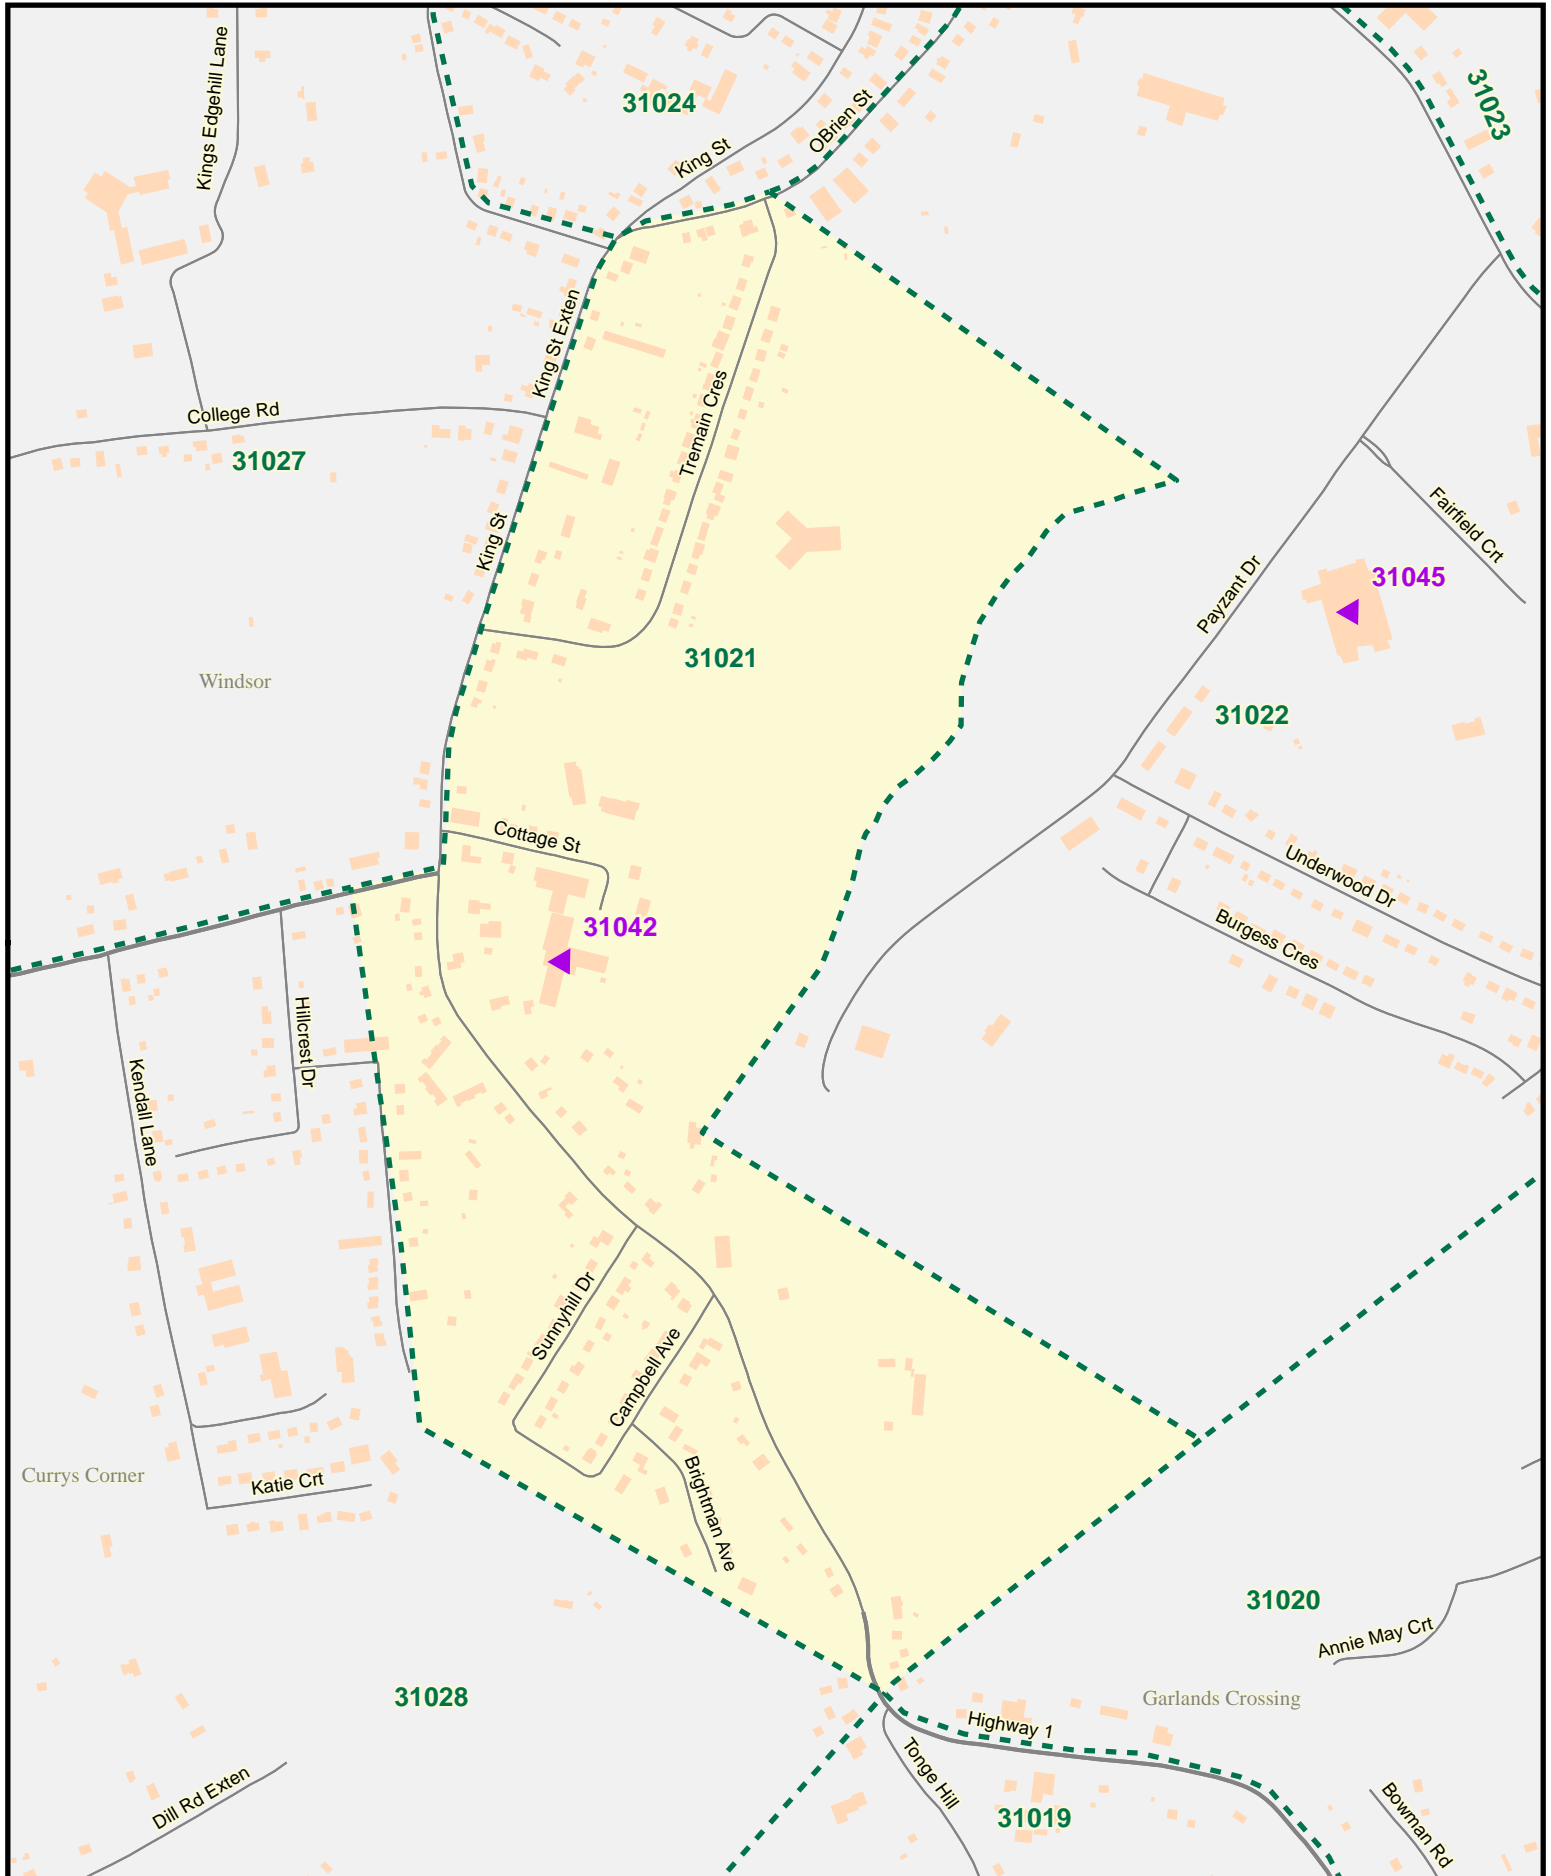 Kings Edgehill Lane
31024
King St
OBrien St
31023
King St Exten
College Rd
31027
Tremain Cres
King St
Fairfield Crt
31045
Payzant Dr
31021
Windsor
31022
Cottage St
Underwood Dr
31042
Burgess Cres
Hillcrest Dr
Kendall Lane
Sunnyhill Dr
Campbell Ave
Currys Corner
Katie Crt
Brightman Ave
31020
Annie May Crt
31028
Garlands Crossing
Highway 1
Tonge Hill
Dill Rd Exten
31019
Bowman Rd